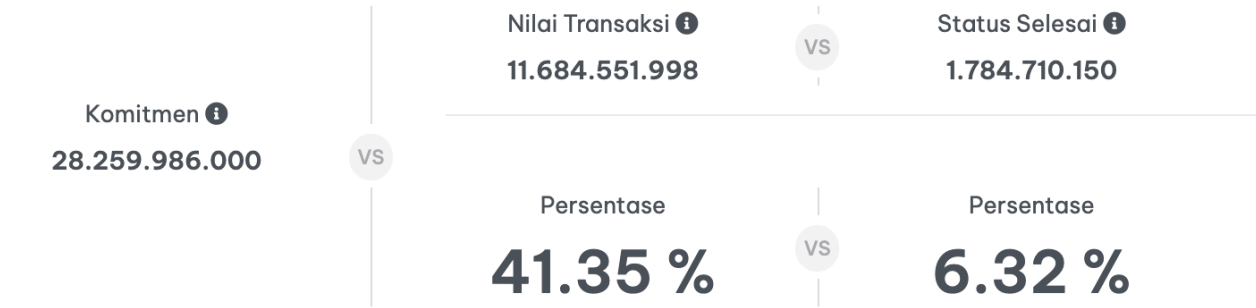 Komitmen
28.259.986.000
VS
Nilai Transaksi
11.684.551.998
VS
Status Selesai
1.784.710.150
Persentase
41.35 %
VS
Persentase
6.32 %